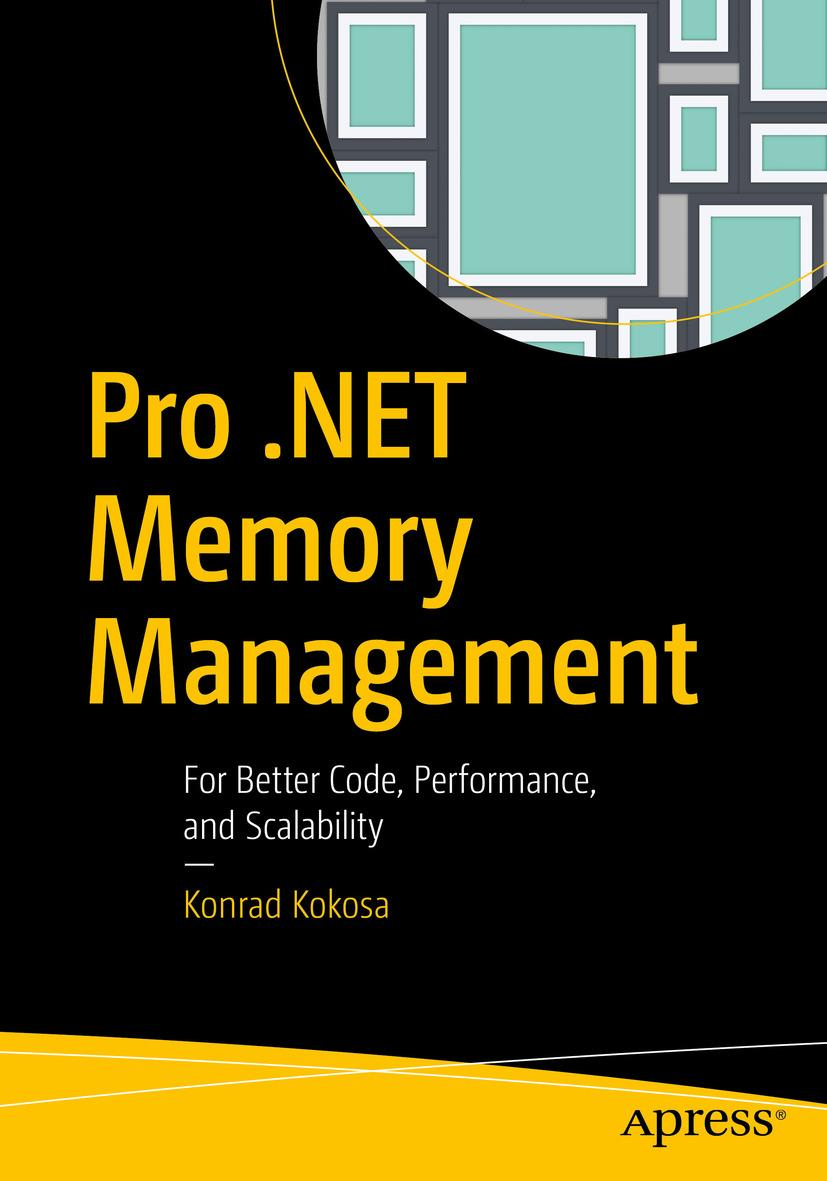 Pro .NET
Memory
Management
For Better Code, Performance,
and Scalability
—
Konrad Kokosa
Apress®